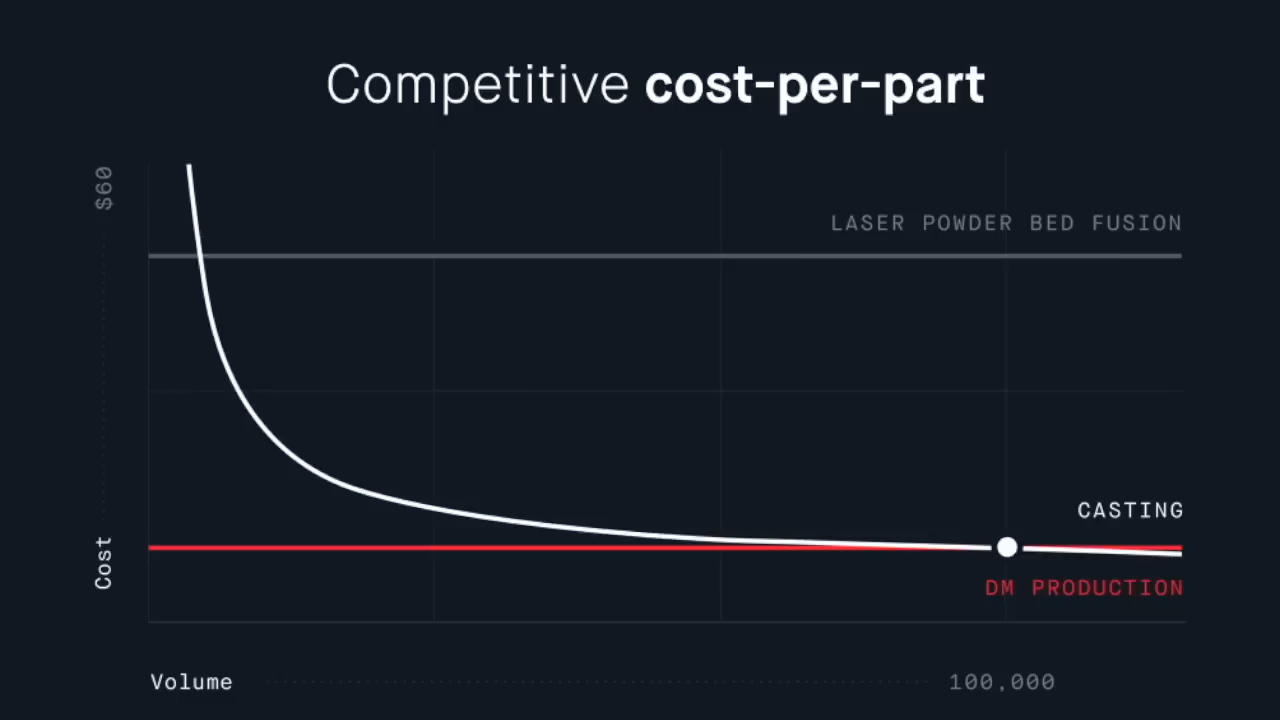 Competitive cost-per-part
$60
LASER POWDER BED FUSION
CASTING
Cost
DM PRODUCTION
Volume
100,000